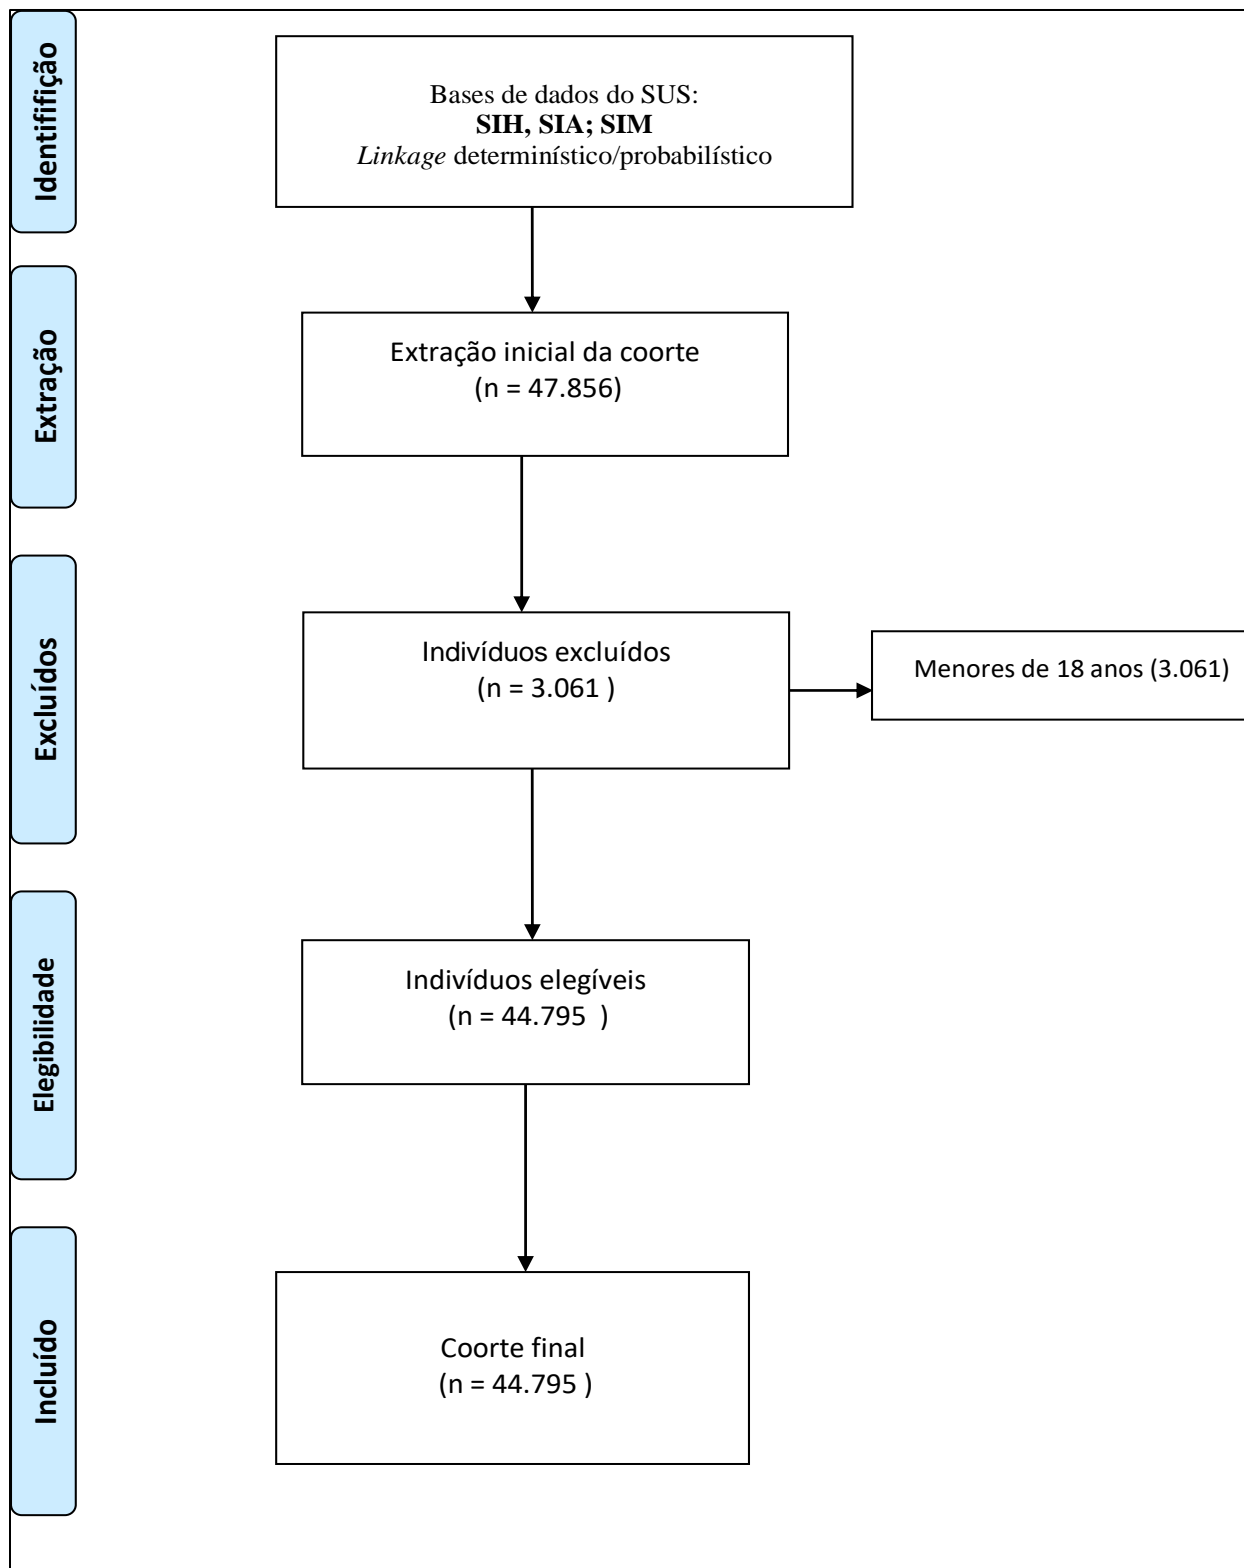 Identififição
Bases de dados do SUS:
SIH, SIA; SIM
Linkage determinístico/probabilístico
Extração
Extração inicial da coorte
(n = 47.856)
Excluídos
Indivíduos excluídos
(n = 3.061 )
Menores de 18 anos (3.061)
Elegibilidade
Indivíduos elegíveis
(n = 44.795 )
Incluído
Coorte final
(n = 44.795 )